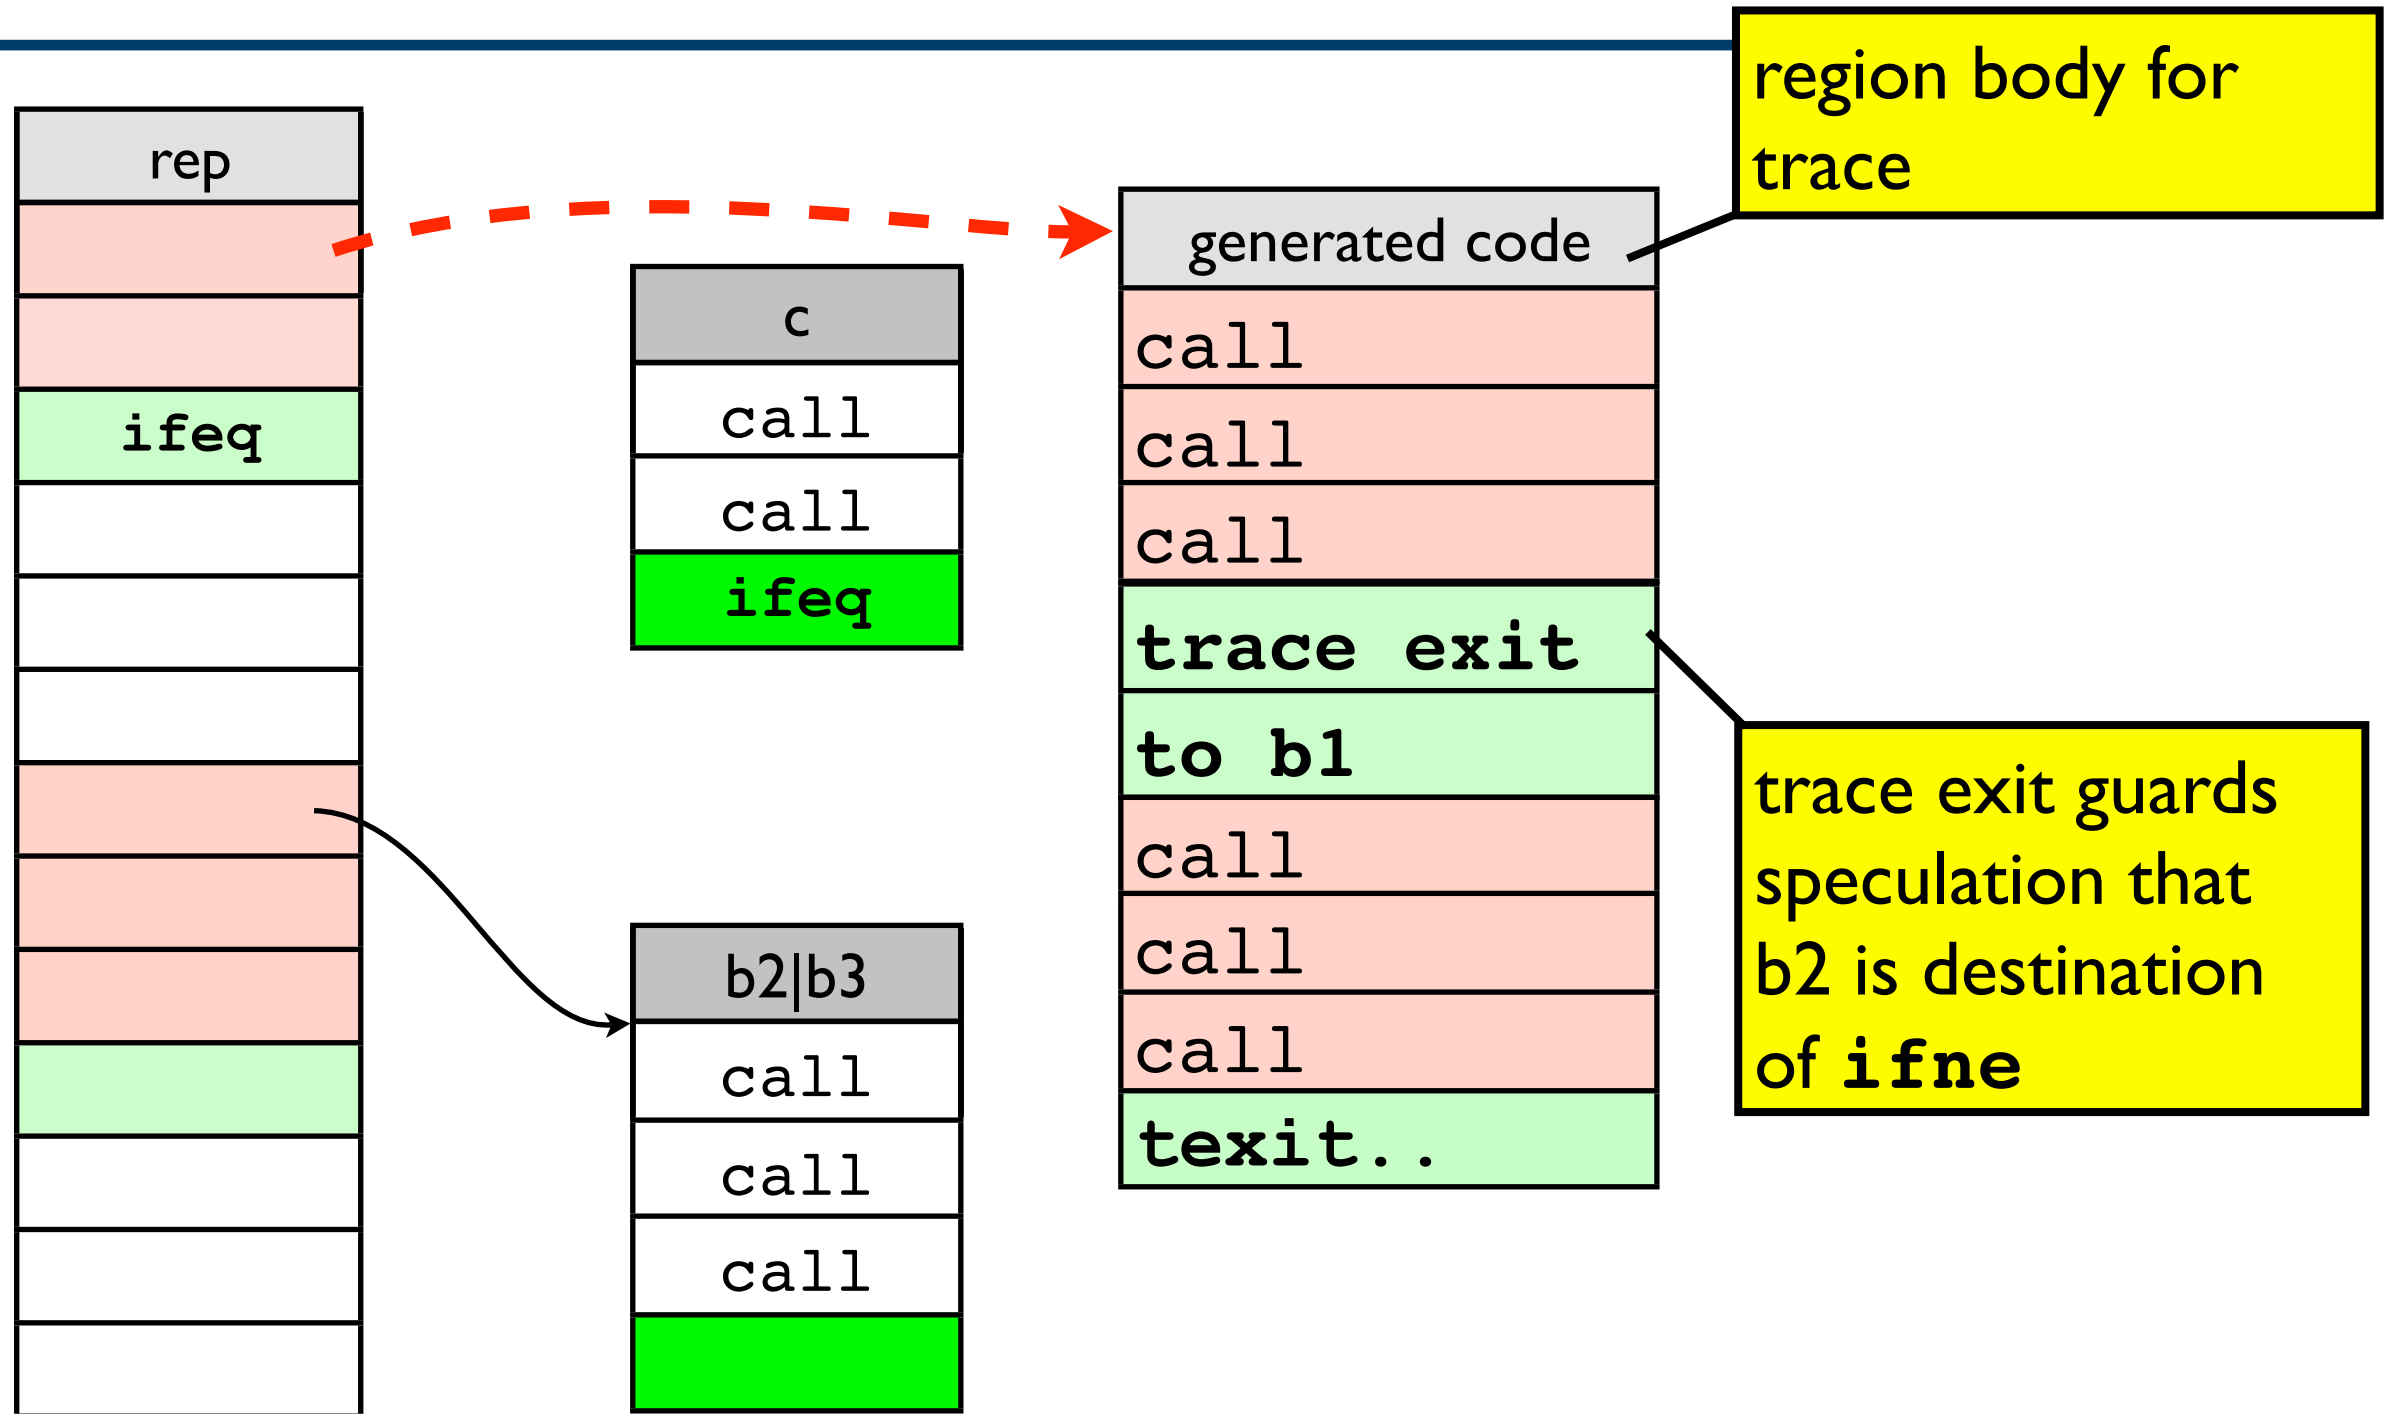 rep
ifeq
c
call
call
ifeq
b2|b3
call
call
call
generated code
call
call
call
trace exit
to b1
call
call
call
texit..
region body for
trace
trace exit guards
speculation that
b2 is destination
of ifne